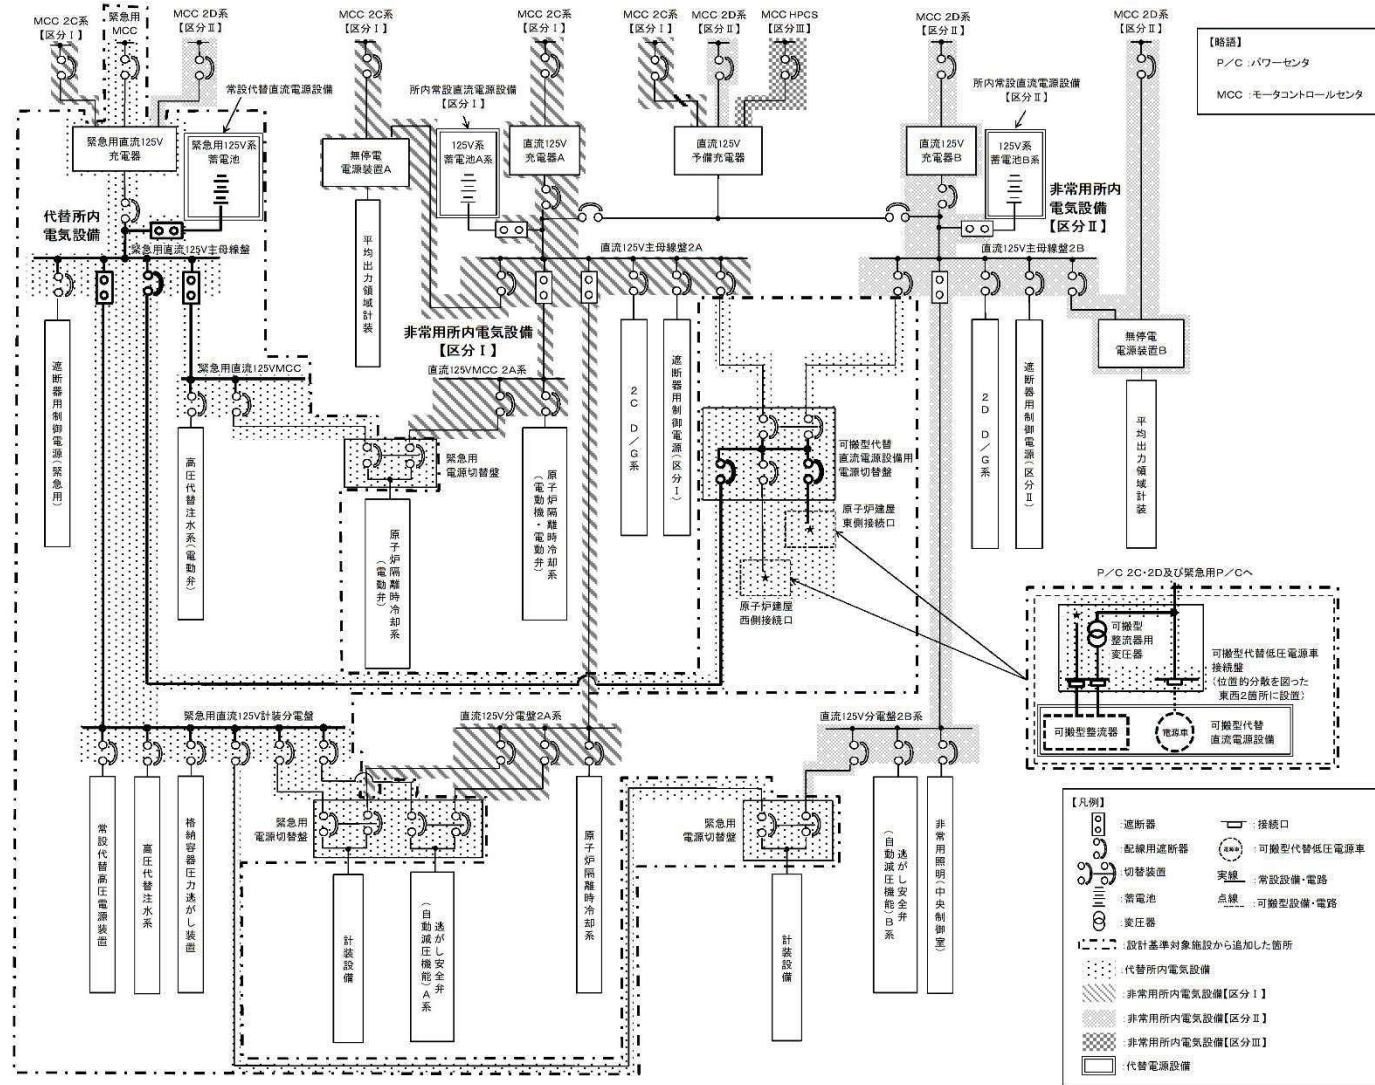 MCC 2C系
【区分Ⅰ】
緊急用
MCC
MCC 2D系
【区分Ⅱ】
MCC 2C系
【区分Ⅰ】
MCC 2C系
【区分Ⅰ】
MCC 2C系
【区分Ⅰ】
MCC 2D系
【区分Ⅱ】
MCC HPCS
【区分Ⅲ】
MCC 2D系
【区分Ⅱ】
MCC 2D系
【区分Ⅱ】
【略語】
P/C :パワーセンタ
MCC :モータコントロールセンタ
常設代替直流電源設備
所内常設直流電源設備
【区分Ⅰ】
所内常設直流電源設備
【区分Ⅱ】
緊急用直流125V
充電器
緊急用125V系
蓄電池
無停電
電源装置A
125V系
蓄電池A系
直流125V
充電器A
直流125V
予備充電器
直流125V
充電器B
125V系
蓄電池B系
代替所内
電気設備
非常用所内
電気設備
【区分Ⅱ】
緊急用直流125V主母線盤
平均出力領域計装
直流125V主母線盤2A
直流125V主母線盤2B
非常用所内電気設備
【区分Ⅰ】
無停電
電源装置B
遮断器用制御電源(緊急用)
緊急用直流125VMCC
直流125VMCC 2A系
2C D/G系
遮断器用制御電源(区分Ⅰ)
2D D/G系
遮断器用制御電源(区分Ⅱ)
平均出力領域計装
高圧代替注水系(電動弁)
緊急用
電源切替盤
原子炉隔離時冷却系
(電動弁)
原子炉隔離時冷却系
(電動機・電動弁)
可搬型代替
直流電源設備用
電源切替盤
原子炉建屋
東側接続口
原子炉建屋
西側接続口
P/C 2C・2D及び緊急用P/Cへ
可搬型
整流器用
変圧器
可搬型代替低圧電源車
接続盤
(位置的分散を図った
東西2箇所に設置)
可搬型整流器
電源車
可搬型代替
直流電源設備
緊急用直流125V計装分電盤
直流125V分電盤2A系
直流125V分電盤2B系
緊急用
電源切替盤
緊急用
電源切替盤
常設代替高圧電源装置
高圧代替注水系
格納容器圧力逃がし装置
計装設備
逃がし安全弁
(自動減圧機能)A系
原子炉隔離時冷却系
計装設備
逃がし安全弁
(自動減圧機能)B系
非常用照明(中央制御室)
【凡例】
:遮断器
:配線用遮断器
:切替装置
:蓄電池
:変圧器
:接続口
電源車
:可搬型代替低圧電源車
実線
:常設設備・電路
点線
:可搬型設備・電路
:設計基準対象施設から追加した箇所
:代替所内電気設備
:非常用所内電気設備【区分Ⅰ】
:非常用所内電気設備【区分Ⅱ】
:非常用所内電気設備【区分Ⅲ】
:代替電源設備